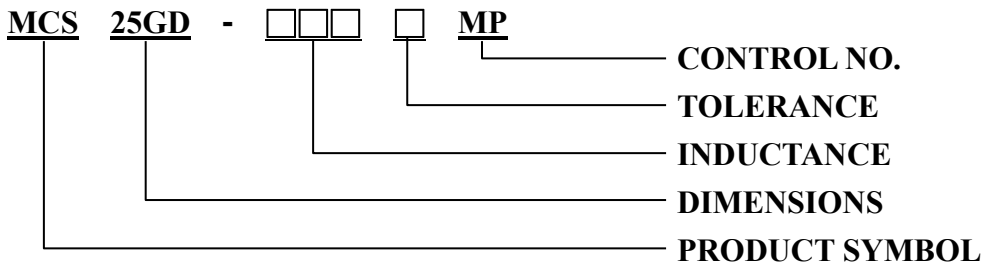 MCS 25GD - □□□ □ MP
CONTROL NO.
TOLERANCE
INDUCTANCE
DIMENSIONS
PRODUCT SYMBOL